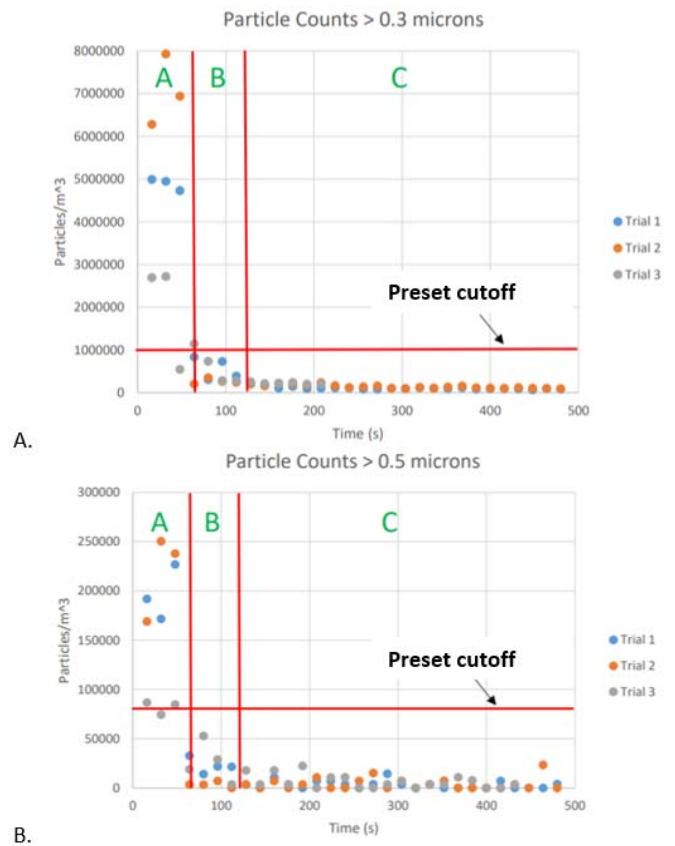 Particle Counts > 0.3 microns
8000000
7000000
6000000
5000000
4000000
3000000
2000000
1000000
0
Particles/m^3
A B C
Preset cutoff
Trial 1
Trial 2
Trial 3
0 100 200 300 400 500
Time (s)
A.
Particle Counts > 0.5 microns
300000
250000
200000
150000
100000
50000
0
Particles/m^3
A B C
Preset cutoff
Trial 1
Trial 2
Trial 3
0 100 200 300 400 500
Time (s)
B.